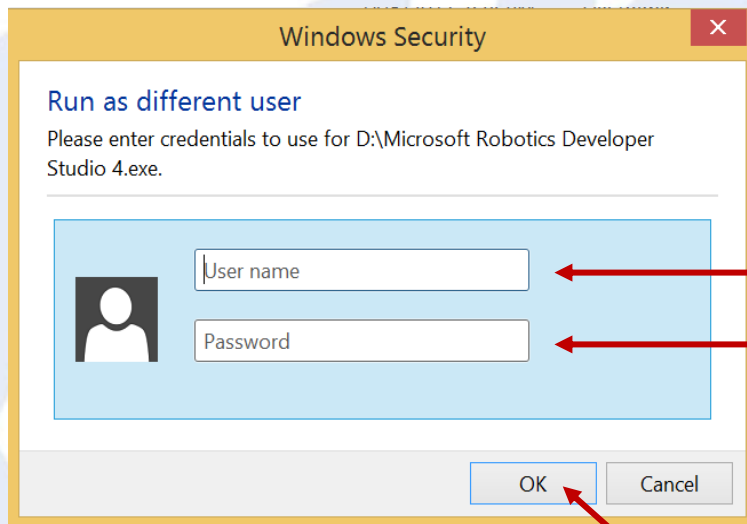 Windows Security
Run as different user
Please enter credentials to use for D:\Microsoft Robotics Developer
Studio 4.exe.
User name
Password
OK
Cancel